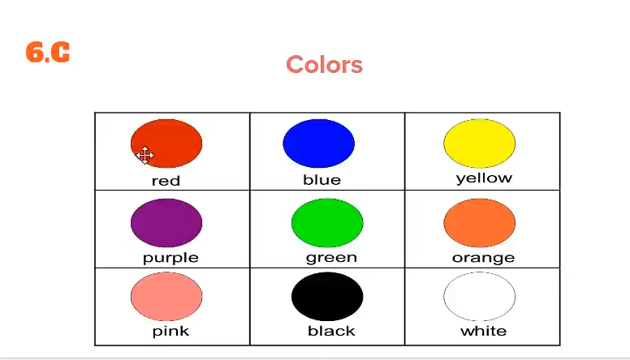 6.C
Colors
red blue yellow
purple green orange
pink black white